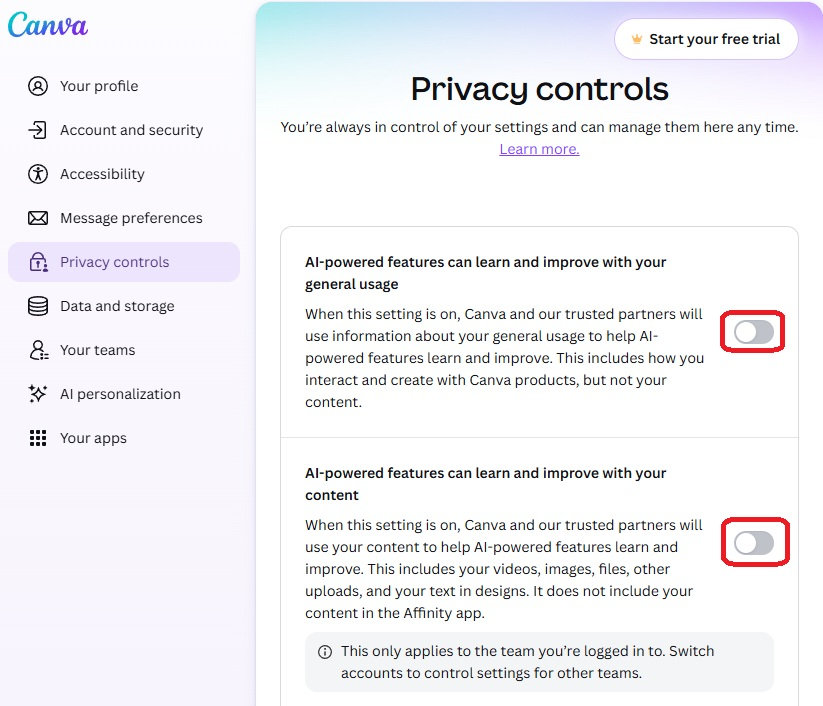 Canva
Your profile
Account and security
Accessibility
Message preferences
Privacy controls
Data and storage
Your teams
AI personalization
Your apps
Start your free trial
Privacy controls
You’re always in control of your settings and can manage them here any time.
Learn more.
AI-powered features can learn and improve with your
general usage
When this setting is on, Canva and our trusted partners will
use information about your general usage to help AI-
powered features learn and improve. This includes how you
interact and create with Canva products, but not your
content.
AI-powered features can learn and improve with your
content
When this setting is on, Canva and our trusted partners will
use your content to help AI-powered features learn and
improve. This includes your videos, images, files, other
uploads, and your text in designs. It does not include your
content in the Affinity app.
This only applies to the team you’re logged in to. Switch
accounts to control settings for other teams.